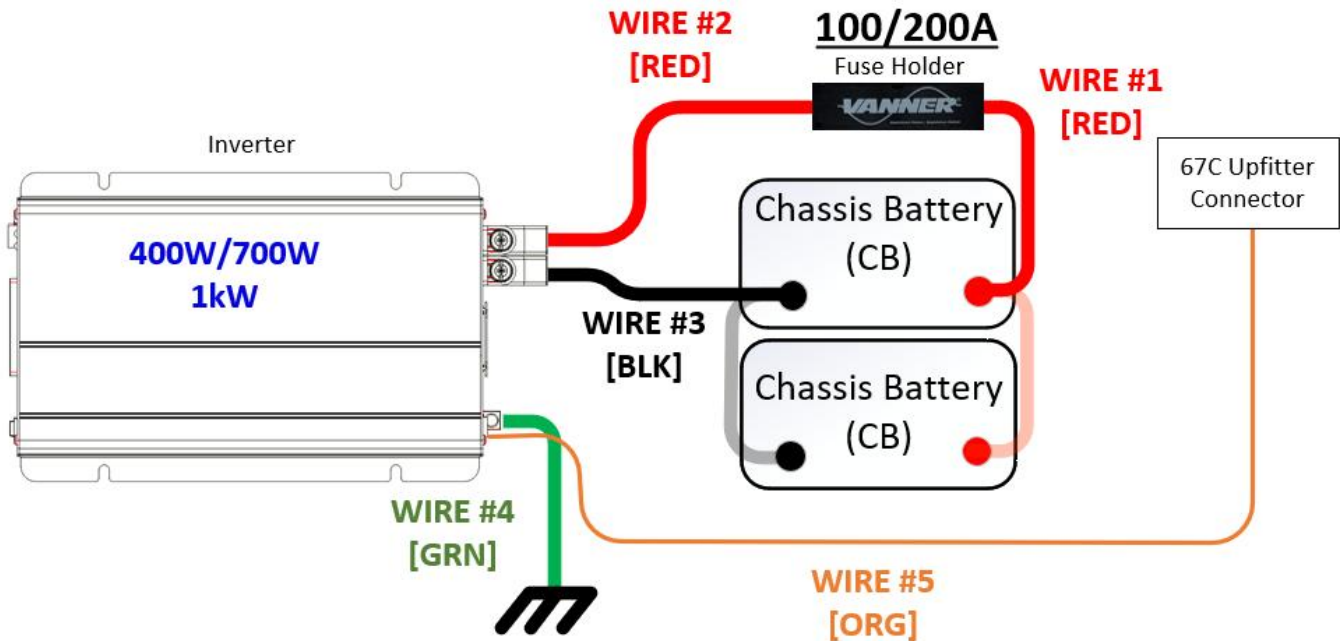 WIRE #2
[RED]
100/200A
Fuse Holder
VANNER
WIRE #1
[RED]
Inverter
67C Upfitter
Connector
400W/700W
1kW
Chassis Battery
(CB)
WIRE #3
[BLK]
Chassis Battery
(CB)
WIRE #4
[GRN]
WIRE #5
[ORG]